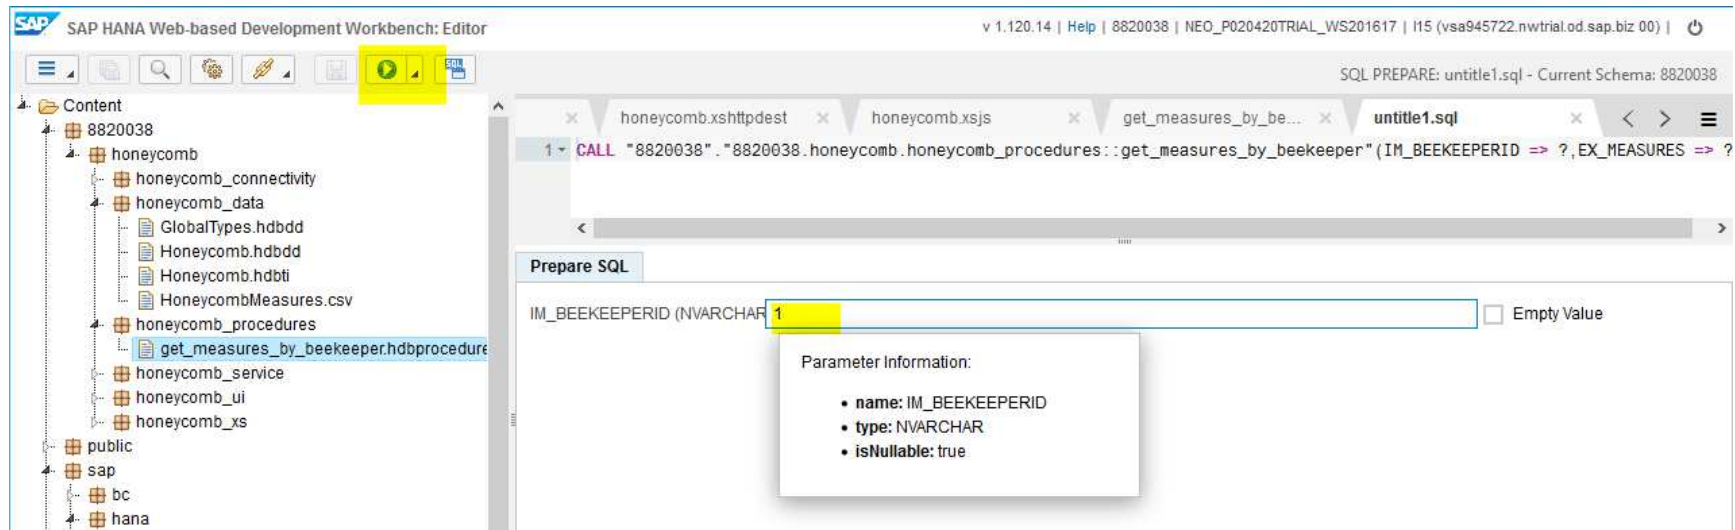 SAP SAP HANA Web-based Development Workbench: Editor
v 1.120.14 | Help | 8820038 | NEO_P020420TRIAL_WS201617 | I15 (vsa945722.nwtrial.od.sap.biz 00) |
SQL
SQL PREPARE: untitle1.sql - Current Schema: 8820038
Content
8820038
honeycomb
honeycomb_connectivity
honeycomb_data
GlobalTypes.hdbdd
Honeycomb.hdbdd
Honeycomb.hdbti
HoneycombMeasures.csv
honeycomb_procedures
get_measures_by_beekeeper.hdbprocedure
honeycomb_service
honeycomb_ui
honeycomb_xs
public
sap
bc
hana
honeycomb.xshttpdest
honeycomb.xsjs
get_measures_by_be...
untitle1.sql
1 CALL "8820038"."8820038.honeycomb.honeycomb_procedures::get_measures_by_beekeeper"(IM_BEEKEEPERID => ?,EX_MEASURES => ?
Prepare SQL
IM_BEEKEEPERID (NVARCHAR 1
Empty Value
Parameter Information:
• name: IM_BEEKEEPERID
• type: NVARCHAR
• isNullable: true